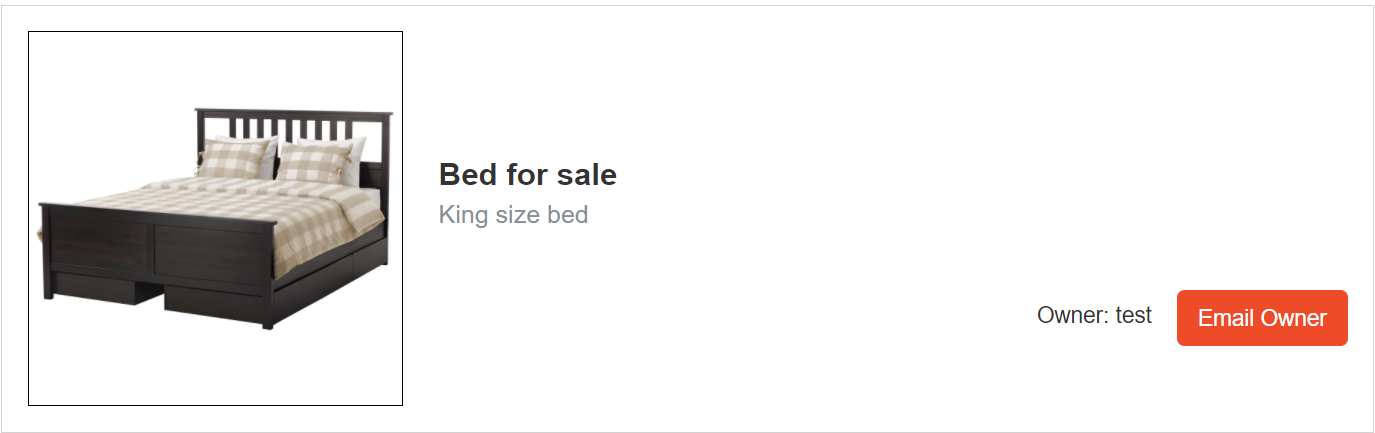 Bed for sale
King size bed
Owner: test
Email Owner